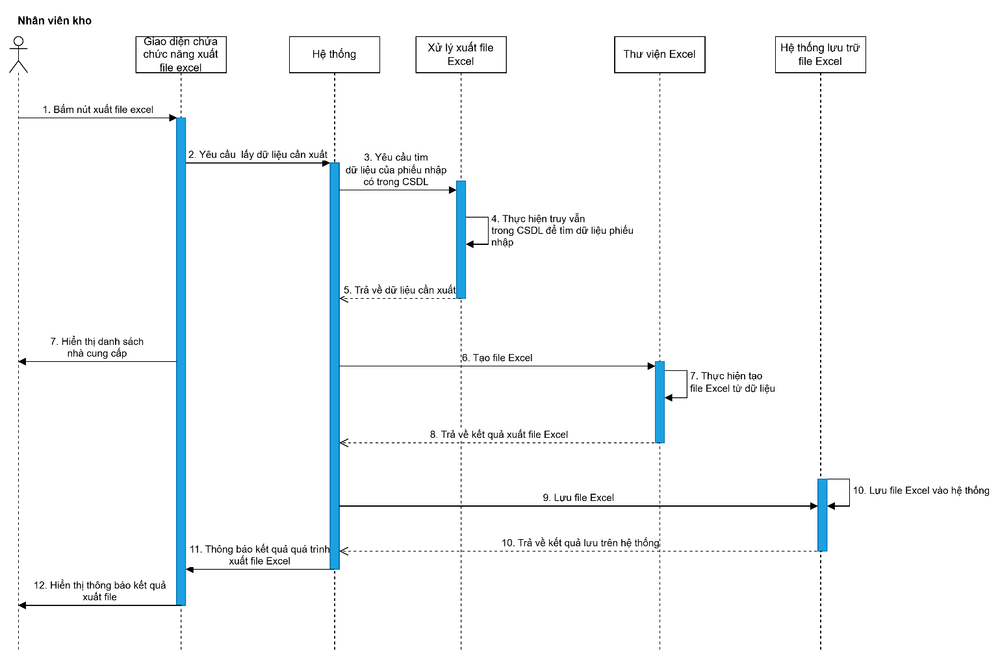 Nhân viên kho
Giao diện chứa
chức năng xuất
file excel
Hệ thống
Xử lý xuất file
Excel
Thư viện Excel
Hệ thống lưu trữ
file Excel
1. Bấm nút xuất file excel
2. Yêu cầu  lấy dữ liệu cần xuất
3. Yêu cầu tìm
dữ liệu của phiếu nhập
có trong CSDL
4. Thực hiện truy vấn
trong CSDL để tìm dữ liệu phiếu
nhập
5. Trả về dữ liệu cần xuất
7. Hiển thị danh sách
nhà cung cấp
6. Tạo file Excel
7. Thực hiện tạo
file Excel từ dữ liệu
8. Trả về kết quả xuất file Excel
10. Lưu file Excel vào hệ thống
9. Lưu file Excel
10. Trả về kết quả lưu trên hệ thống
11. Thông báo kết quả quá trình
xuất file Excel
12. Hiển thị thông báo kết quả
xuất file